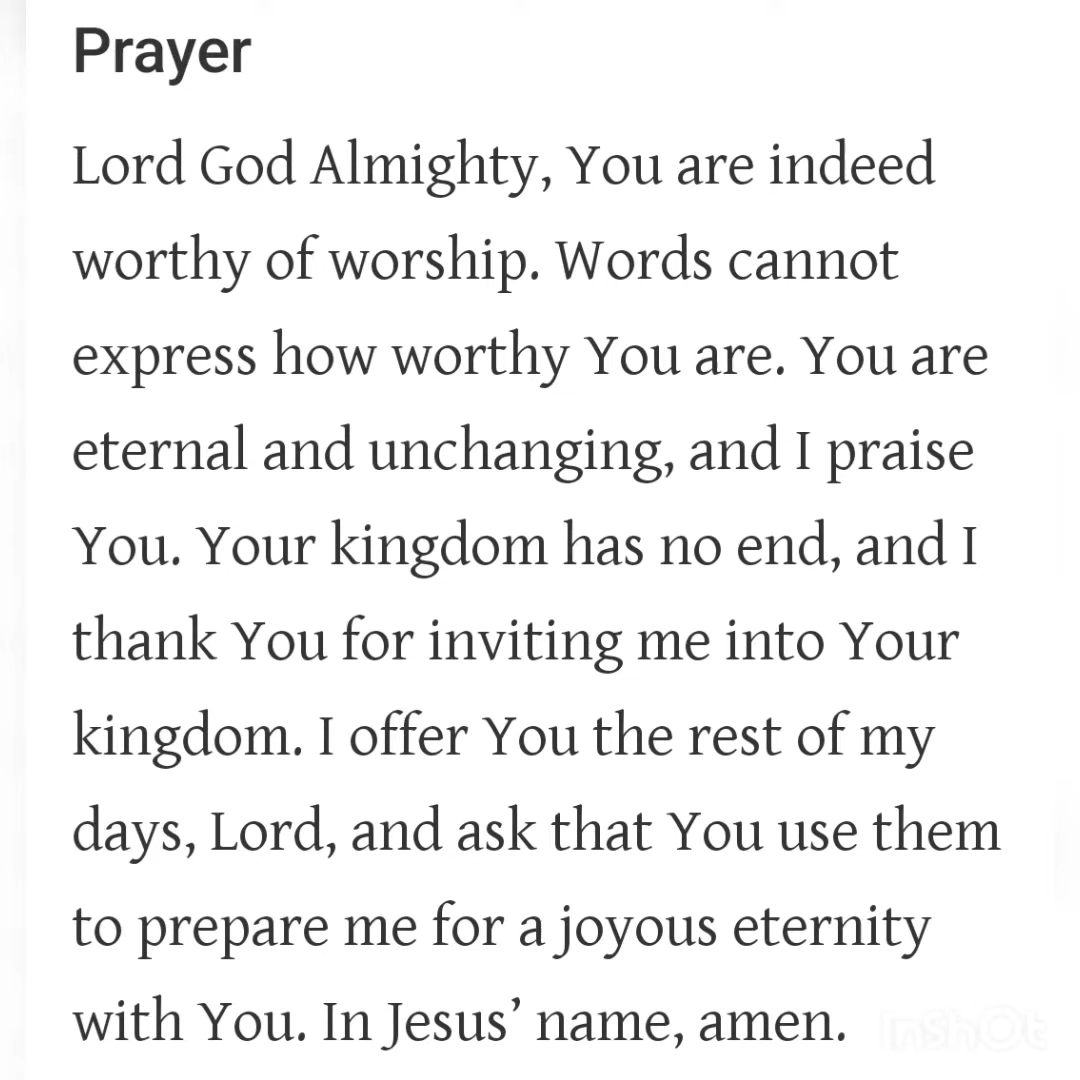 Prayer
Lord God Almighty, You are indeed
worthy of worship. Words cannot
express how worthy You are. You are
eternal and unchanging, and I praise
You. Your kingdom has no end, and I
thank You for inviting me into Your
kingdom. I offer You the rest of my
days, Lord, and ask that You use them
to prepare me for a joyous eternity
with You. In Jesus’ name, amen.
InShOt